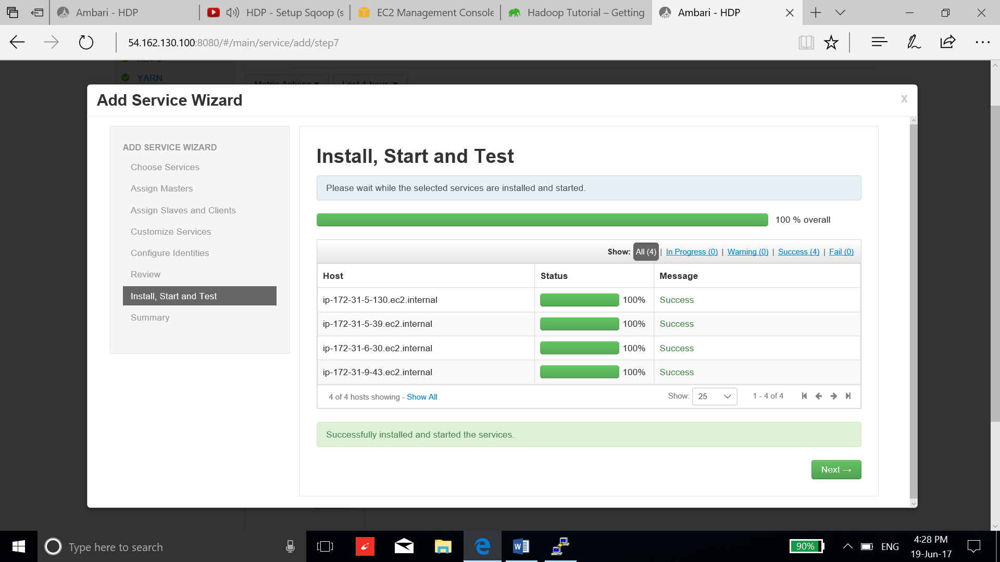 Ambari - HDP
HDP - Setup Sqoop (s
EC2 Management Console
Hadoop Tutorial – Getting
Ambari - HDP
54.162.130.100:8080/#/main/service/add/step7
YARN
Metric Actions
Last 1 hour
Add Service Wizard
X
ADD SERVICE WIZARD
Choose Services
Assign Masters
Assign Slaves and Clients
Customize Services
Configure Identities
Review
Install, Start and Test
Summary
Install, Start and Test
Please wait while the selected services are installed and started.
100 % overall
Show: All (4) | In Progress (0) | Warning (0) | Success (4) | Fail (0)
Host Status Message
ip-172-31-5-130.ec2.internal 100% Success
ip-172-31-5-39.ec2.internal 100% Success
ip-172-31-6-30.ec2.internal 100% Success
ip-172-31-9-43.ec2.internal 100% Success
4 of 4 hosts showing - Show All Show: 25 1 - 4 of 4
Successfully installed and started the services.
Next →
Type here to search
90%
ENG
4:28 PM
19-Jun-17